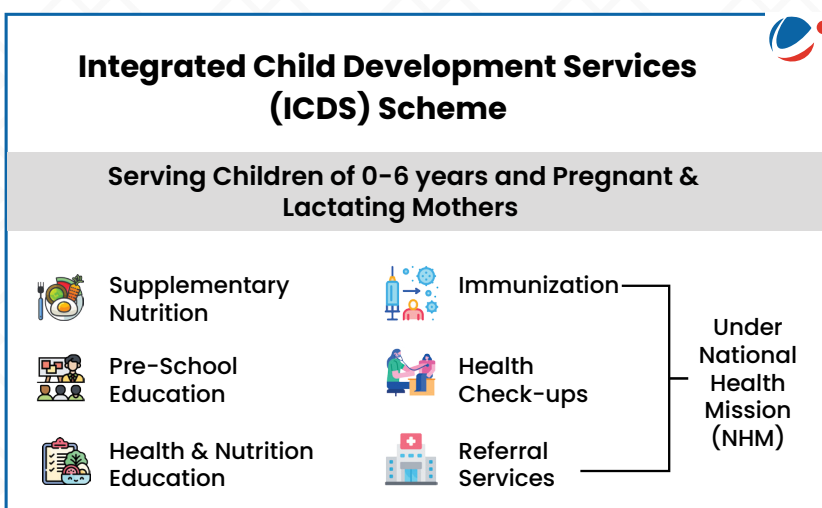 Integrated Child Development Services
(ICDS) Scheme
Serving Children of 0-6 years and Pregnant &
Lactating Mothers
Supplementary
Nutrition
Pre-School
Education
Health & Nutrition
Education
Immunization
Health
Check-ups
Referral
Services
Under
National
Health
Mission
(NHM)